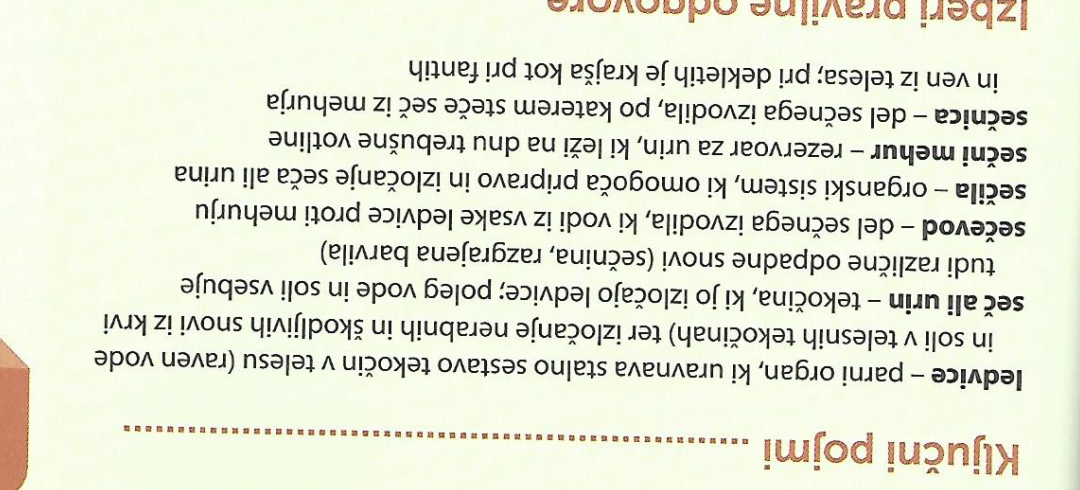 Ključni pojmi
ledvice – parni organ, ki uravnava stalno sestavo tekočin v telesu (raven vode
in soli v telesnih tekočinah) ter izločanje nerabnih in škodljivih snovi iz krvi
seč ali urin – tekočina, ki jo izločajo ledvice; poleg vode in soli vsebuje
tudi različne odpadne snovi (sečnina, razgrajena barvila)
sečevod – del sečnega izvodila, ki vodi iz vsake ledvice proti mehurju
sečila – organski sistem, ki omogoča pripravo in izločanje seča ali urina
sečni mehur – rezervoar za urin, ki leži na dnu trebušne votline
sečnica – del sečnega izvodila, po katerem steče seč iz mehurja
in ven iz telesa; pri dekletih je krajša kot pri fantih
Izberi pravilne odgovore